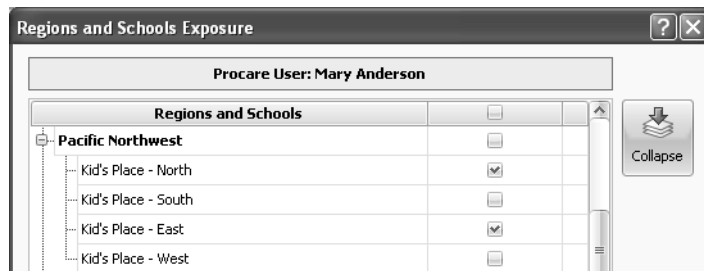 Regions and Schools Exposure
Procare User: Mary Anderson
Regions and Schools
Pacific Northwest
Kid's Place - North
Kid's Place - South
Kid's Place - East
Kid's Place - West
Collapse